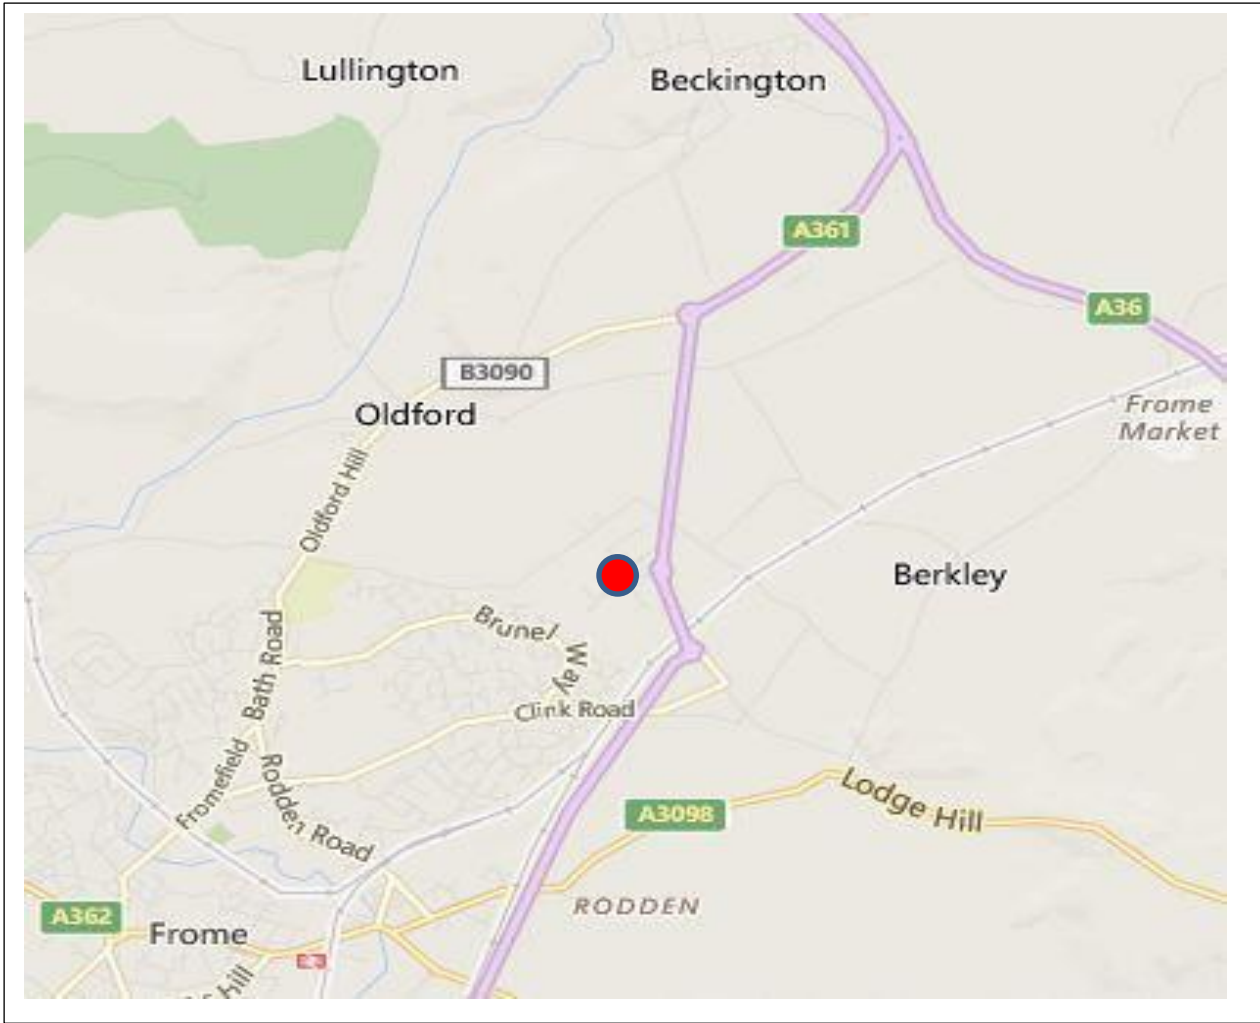 Lullington
Beckington
A361
A36
B3090
Frome
Market
Oldford
Oldford Hill
Berkley
Brunel
Way
Bath Road
Clink Road
Fromefield
Rodden Road
Lodge Hill
A3098
RODDEN
A362
Frome
Hill